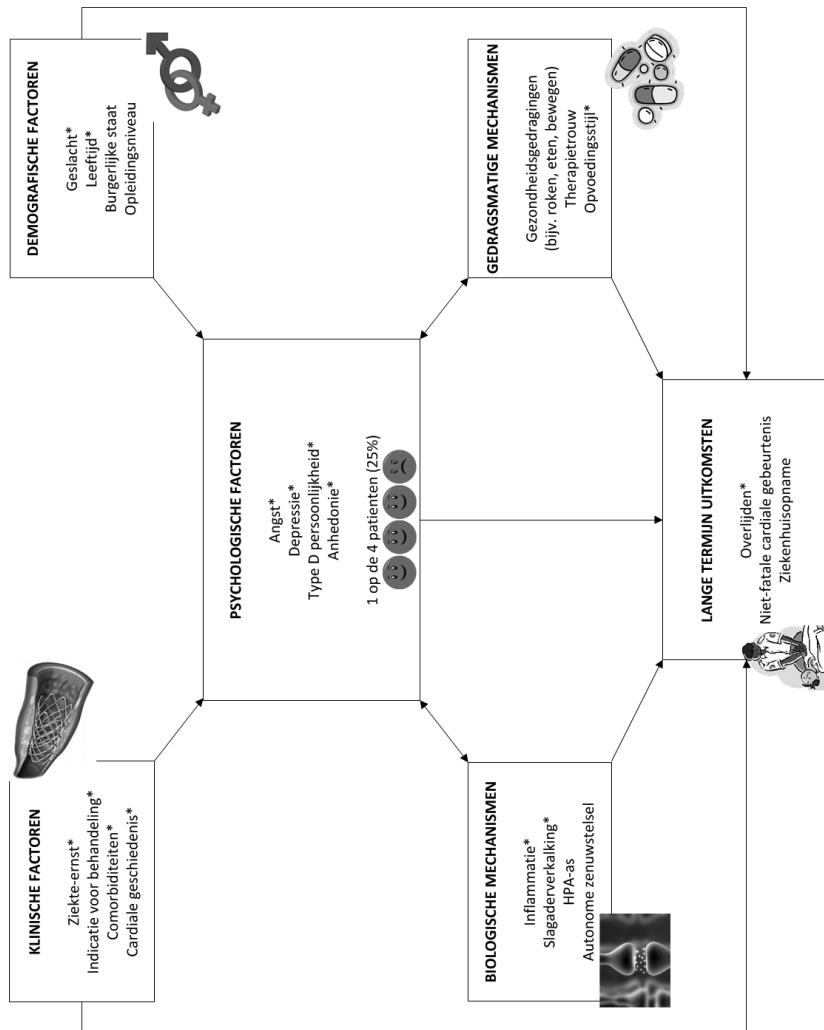 KLINISCHE FACTOREN
Ziekte-ernst*
Indicatie voor behandeling*
Comorbiditeiten*
Cardiale geschiedenis*
DEMOGRAFISCHE FACTOREN
Geslacht*
Leeftijd*
Burgerlijke staat
Opleidingsniveau
PSYCHOLOGISCHE FACTOREN
Angst*
Depressie*
Type D persoonlijkheid*
Anhedonie*
1 op de 4 patienten (25%)
BIOLOGISCHE MECHANISMEN
Inflammatie*
Slagaderverkalking*
HPA-as
Autonome zenuwstelsel
GEDRAGSMATIGE MECHANISMEN
Gezondheidsgedragingen
(bijv. roken, eten, bewegen)
Therapietrouw
Opvoedingsstijl*
LANGE TERMIJN UITKOMSTEN
Overlijden*
Niet-fatale cardiale gebeurtenis
Ziekenhuisopname